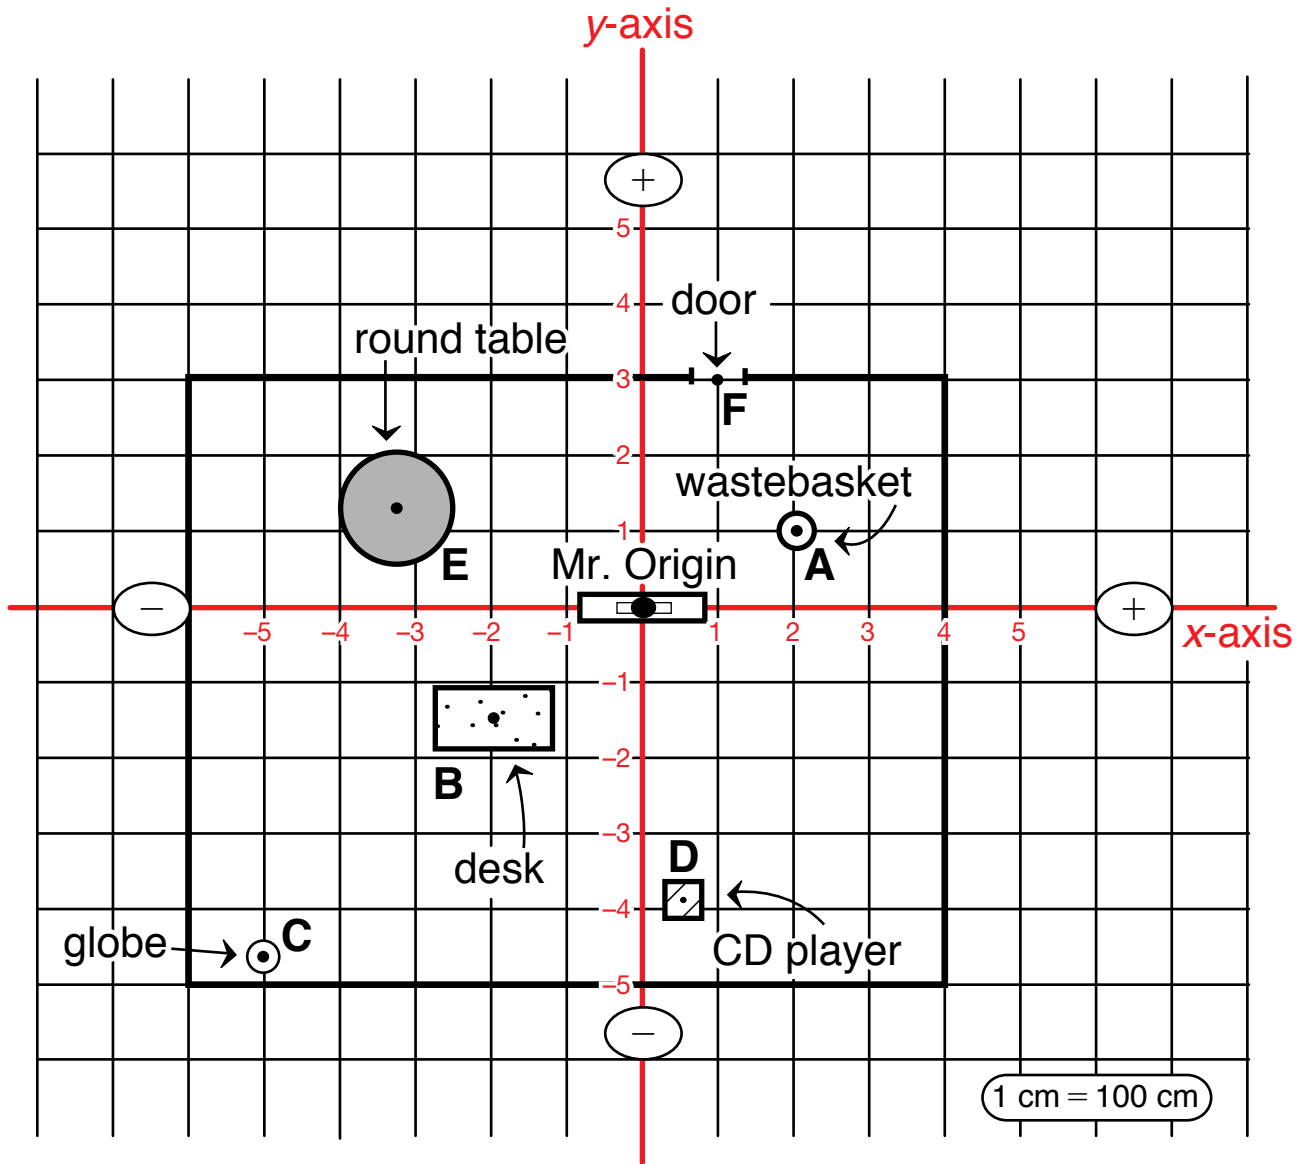 y-axis
+
5
4
door
round table
3
F
2
wastebasket
1
E
Mr. Origin
A
−
+
−5 −4 −3 −2 −1 1 2 3 4 5
x-axis
−1
B
−2
−3
desk
D
−4
globe
C
CD player
−5
−
1 cm = 100 cm